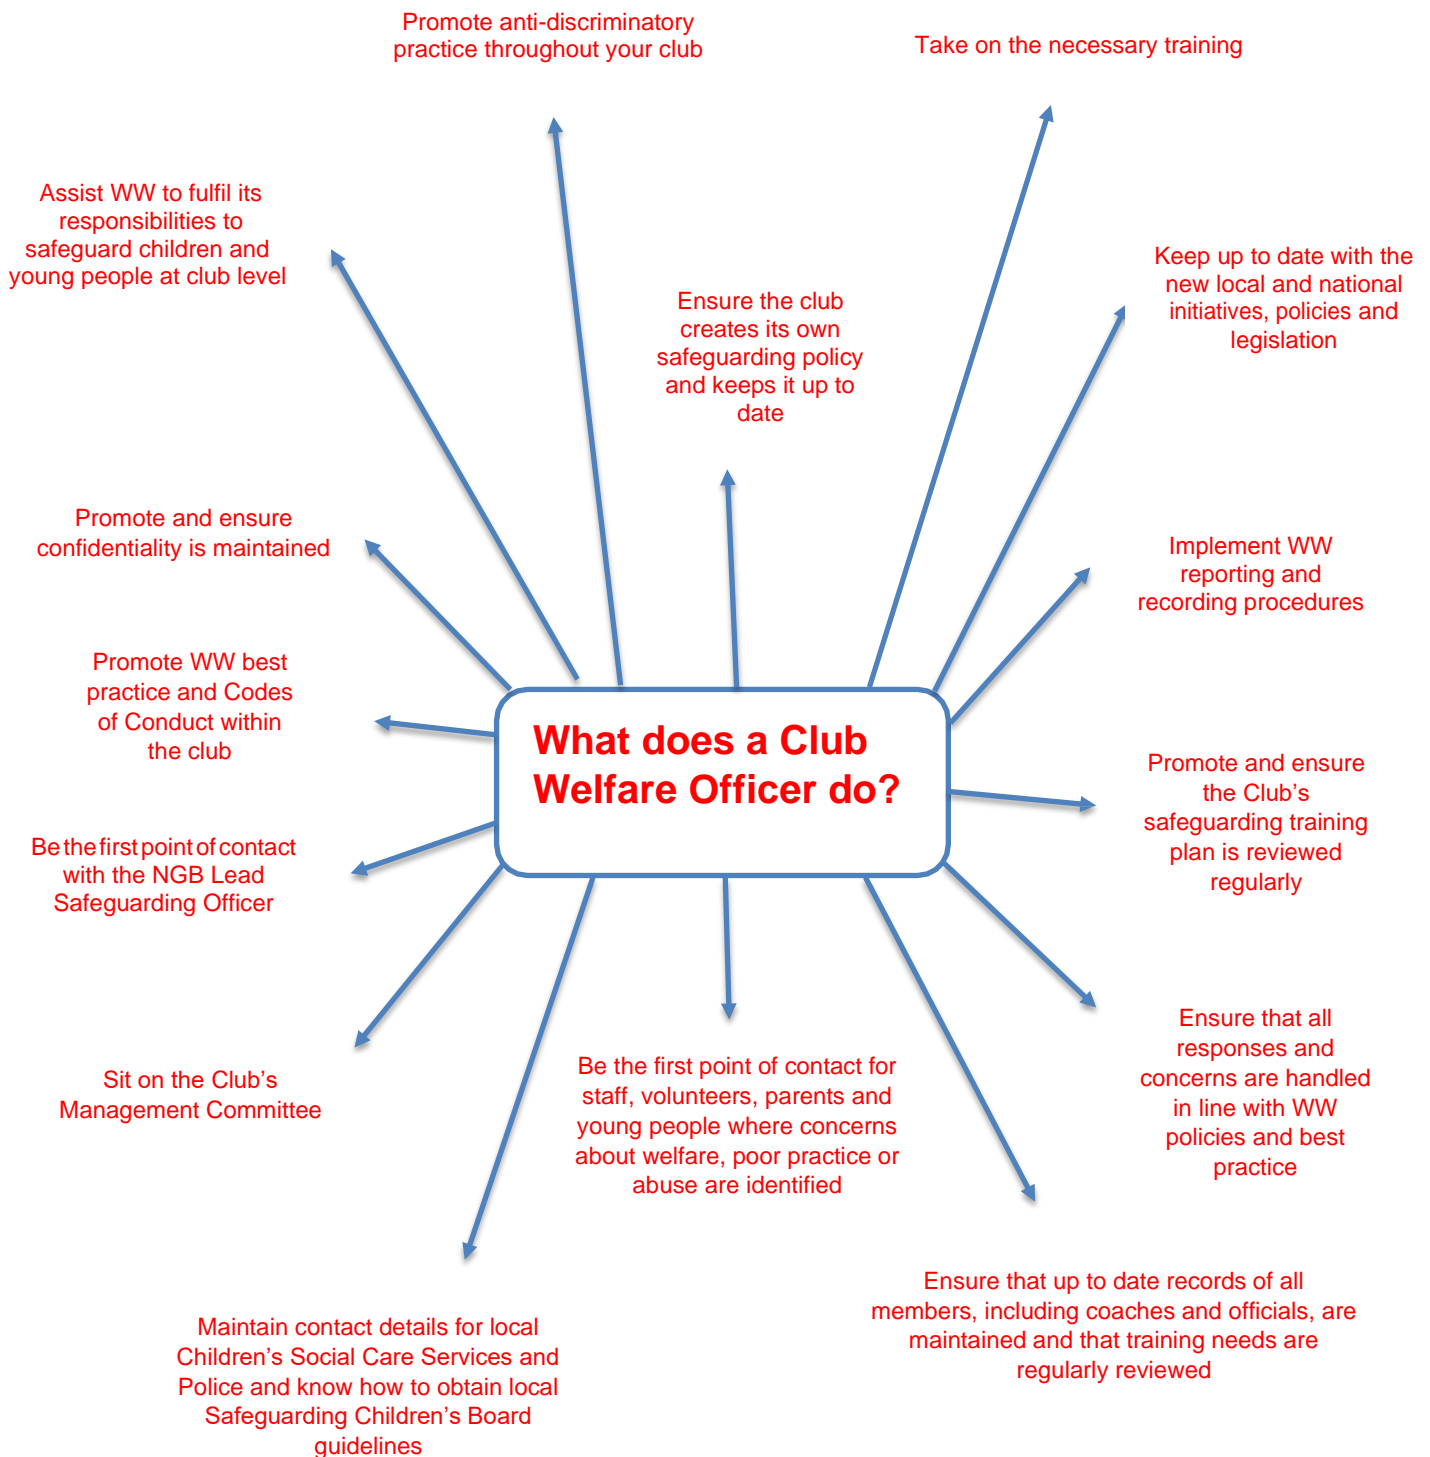 Promote anti-discriminatory
practice throughout your club
Take on the necessary training
Assist WW to fulfil its
responsibilities to
safeguard children and
young people at club level
Keep up to date with the
new local and national
initiatives, policies and
legislation
Ensure the club
creates its own
safeguarding policy
and keeps it up to
date
Promote and ensure
confidentiality is maintained
Implement WW
reporting and
recording procedures
Promote WW best
practice and Codes
of Conduct within
the club
What does a Club
Welfare Officer do?
Promote and ensure
the Club’s
safeguarding training
plan is reviewed
regularly
Be the first point of contact
with the NGB Lead
Safeguarding Officer
Ensure that all
responses and
concerns are handled
in line with WW
policies and best
practice
Sit on the Club’s
Management Committee
Be the first point of contact for
staff, volunteers, parents and
young people where concerns
about welfare, poor practice or
abuse are identified
Ensure that up to date records of all
members, including coaches and officials, are
maintained and that training needs are
regularly reviewed
Maintain contact details for local
Children’s Social Care Services and
Police and know how to obtain local
Safeguarding Children’s Board
guidelines